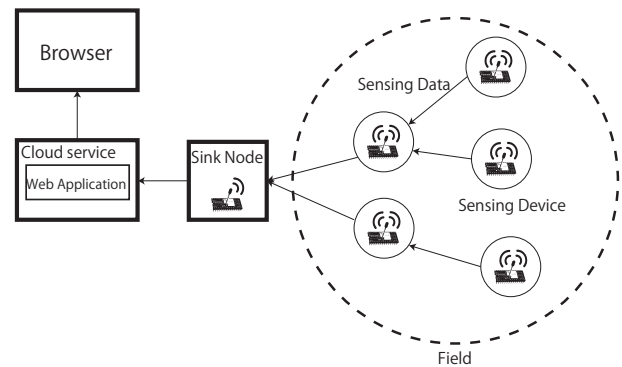 Browser
Cloud service
Web Application
Sink Node
Sensing Data
Sensing Device
Field